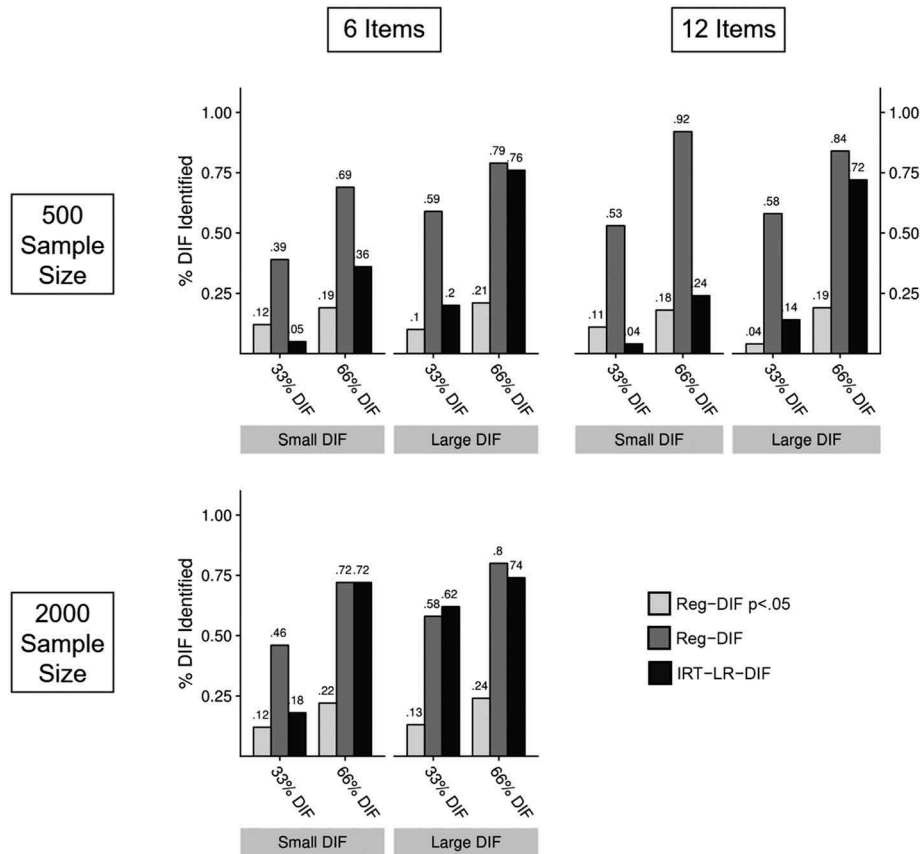 6 Items
12 Items
500
Sample
Size
% DIF Identified
1.00
0.75
0.50
0.25
.12
.39
.05
.19
.69
.36
.1
.59
.2
.21
.79
.76
33% DIF
66% DIF
33% DIF
66% DIF
Small DIF
Large DIF
.11
.53
.04
.18
.92
.24
.04
.58
.14
.19
.84
.72
1.00
0.75
0.50
0.25
33% DIF
66% DIF
33% DIF
66% DIF
Small DIF
Large DIF
2000
Sample
Size
% DIF Identified
1.00
0.75
0.50
0.25
.12
.46
.18
.22
.72
.72
.13
.58
.62
.24
.8
.74
33% DIF
66% DIF
33% DIF
66% DIF
Small DIF
Large DIF
Reg−DIF p<.05
Reg−DIF
IRT−LR−DIF